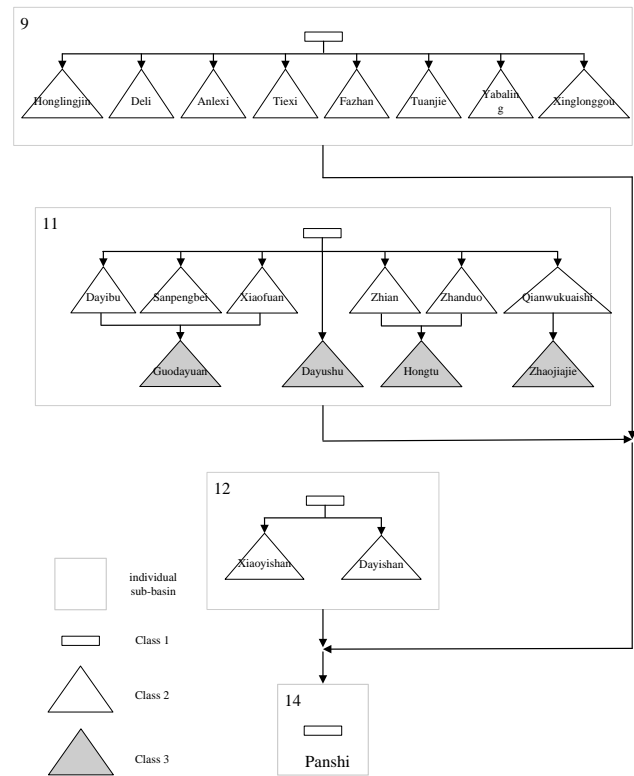 9
Honglingjin Deli Anlexi Tiexi Fazhan Tuanjie Yabalin
g Xinglonggou
11
Dayibu Sanpengbei Xiaofuan Zhian Zhanduo Qianwukuaishi
Guodayuan Dayushu Hongtu Zhaojiajie
12
Xiaoyishan Dayishan
individual
sub-basin
Class 1
Class 2
Class 3
14
Panshi